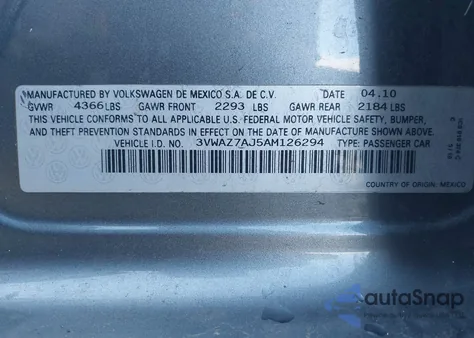 MANUFACTURED BY VOLKSWAGEN DE MEXICO S.A. DE C.V. DATE 04.10
GVWR 4366 LBS GAWR FRONT 2293 LBS GAWR REAR 2184 LBS
THIS VEHICLE CONFORMS TO ALL APPLICABLE U.S. FEDERAL MOTOR VEHICLE SAFETY, BUMPER,
AND THEFT PREVENTION STANDARDS IN EFFECT ON THE DATE OF MANUFACTURE SHOWN ABOVE.
VEHICLE I.D. NO. 3VWAZ7AJ5AM126294 TYPE: PASSENGER CAR
COUNTRY OF ORIGIN: MEXICO
autoSnap